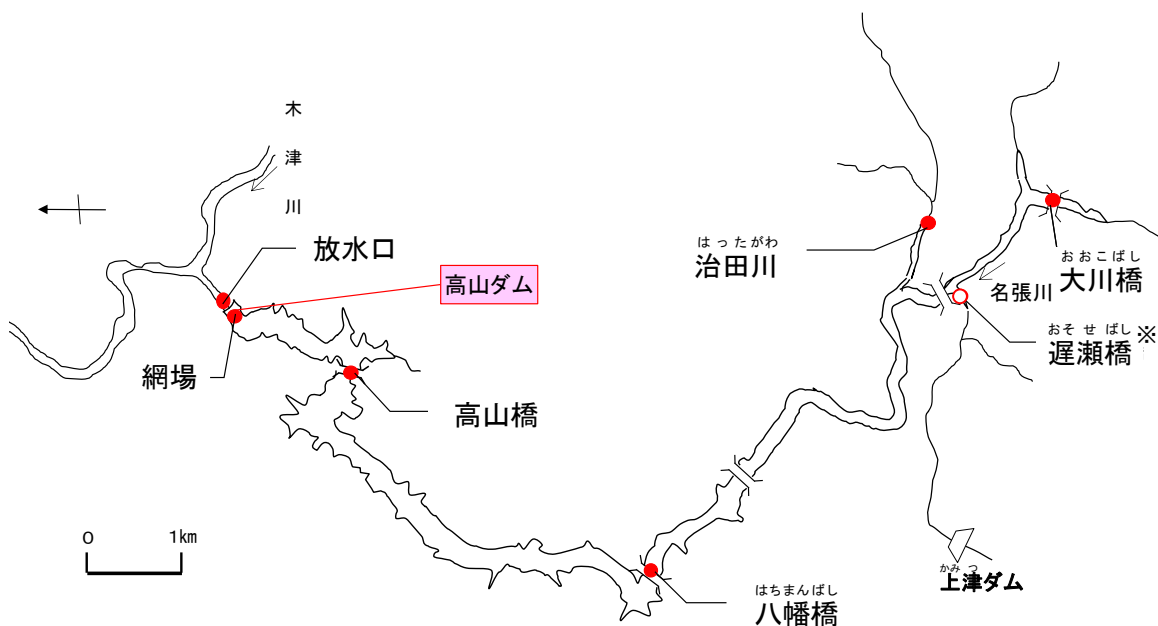 木津川
放水口
高山ダム
網場
高山橋
はったがわ
治田川
おおこばし
大川橋
名張川
おそせばし
遅瀬橋※
はちまんばし
八幡橋
かみつ
上津ダム
0 1km